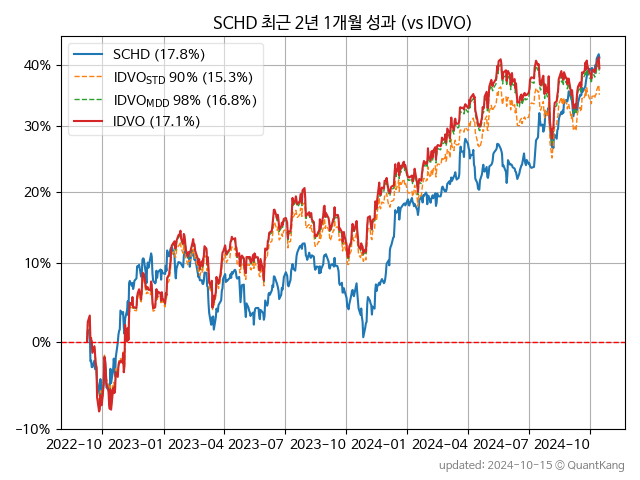 SCHD 최근 2년 1개월 성과 (vs IDVO)
SCHD (17.8%)
IDVO_STD 90% (15.3%)
IDVO_MDD 98% (16.8%)
IDVO (17.1%)
40%
30%
20%
10%
0%
-10%
2022-10 2023-01 2023-04 2023-07 2023-10 2024-01 2024-04 2024-07 2024-10
updated: 2024-10-15 © QuantKang